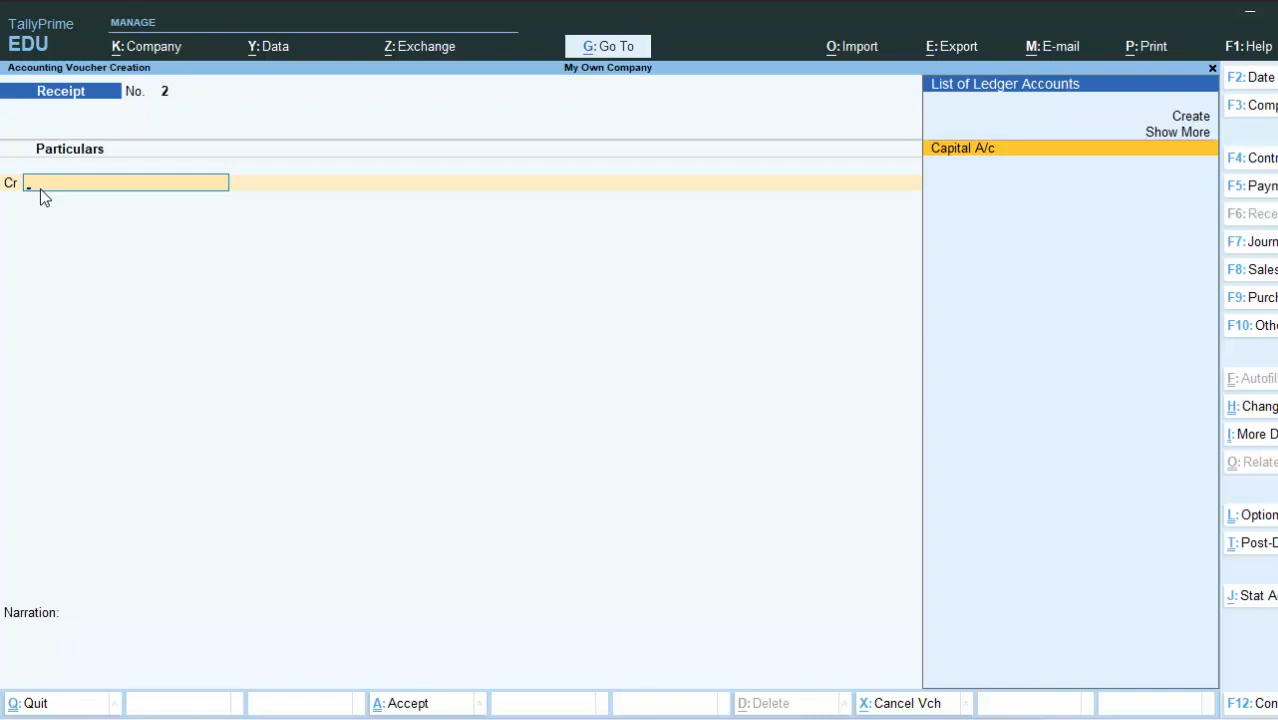 TallyPrime
EDU
MANAGE
K: Company
Y: Data
Z: Exchange
G: Go To
O: Import
E: Export
M: E-mail
P: Print
F1: Help
Accounting Voucher Creation
My Own Company
Receipt No. 2
Particulars
Cr
Narration:
List of Ledger Accounts
Create
Show More
Capital A/c
F2: Date
F3: Comp
F4: Contr
F5: Paym
F6: Rece
F7: Journ
F8: Sales
F9: Purch
F10: Othe
F: Autofil
H: Chang
I: More D
O: Relate
L: Option
T: Post-D
J: Stat A
Q: Quit
A: Accept
D: Delete
X: Cancel Vch
F12: Con